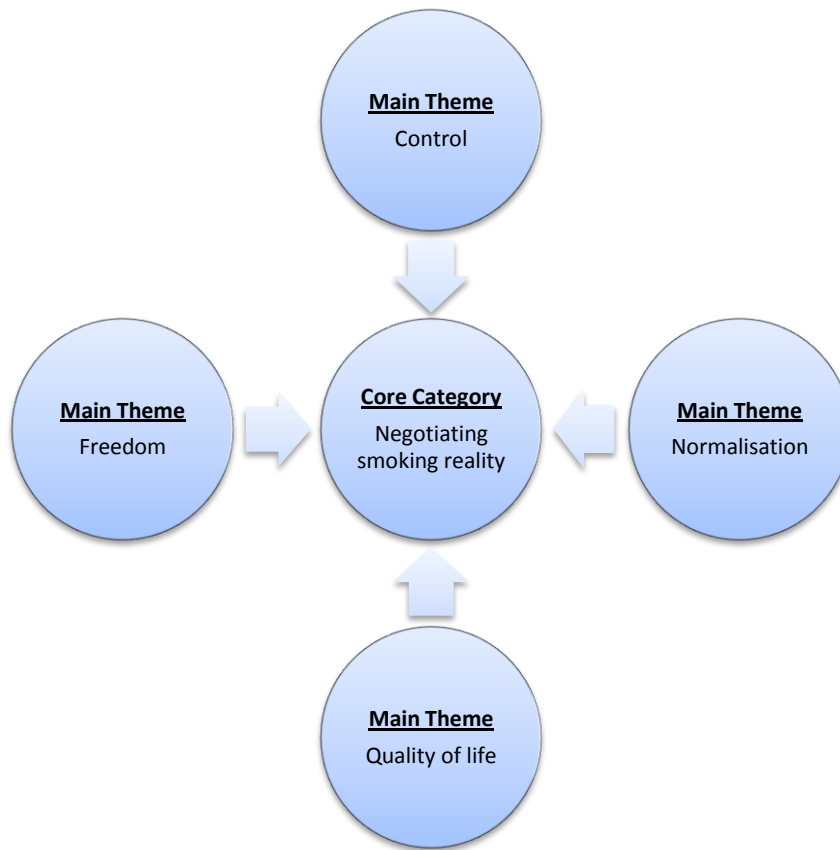 Main Theme
Control
Main Theme
Freedom
Core Category
Negotiating
smoking reality
Main Theme
Normalisation
Main Theme
Quality of life